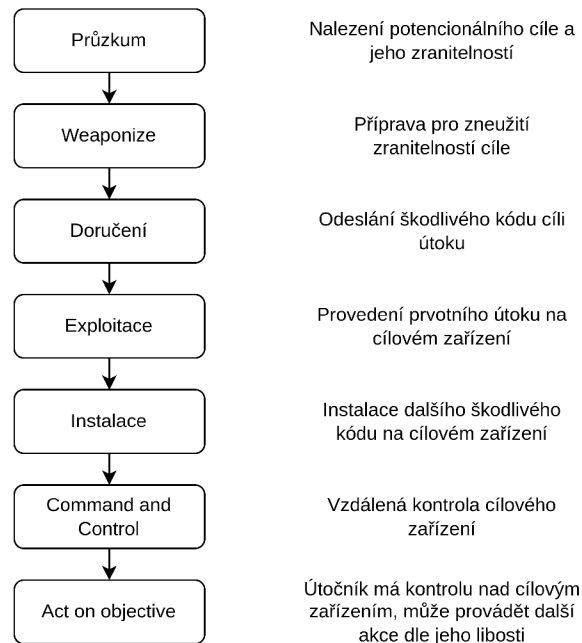 Průzkum
Nalezení potencionálního cíle a
jeho zranitelností
Weaponize
Příprava pro zneužití
zranitelností cíle
Doručení
Odeslání škodlivého kódu cíli
útoku
Exploitace
Provedení prvotního útoku na
cílovém zařízení
Instalace
Instalace dalšího škodlivého
kódu na cílovém zařízení
Command and
Control
Vzdálená kontrola cílového
zařízení
Act on objective
Útočník má kontrolu nad cílovým
zařízením, může provádět další
akce dle jeho libosti